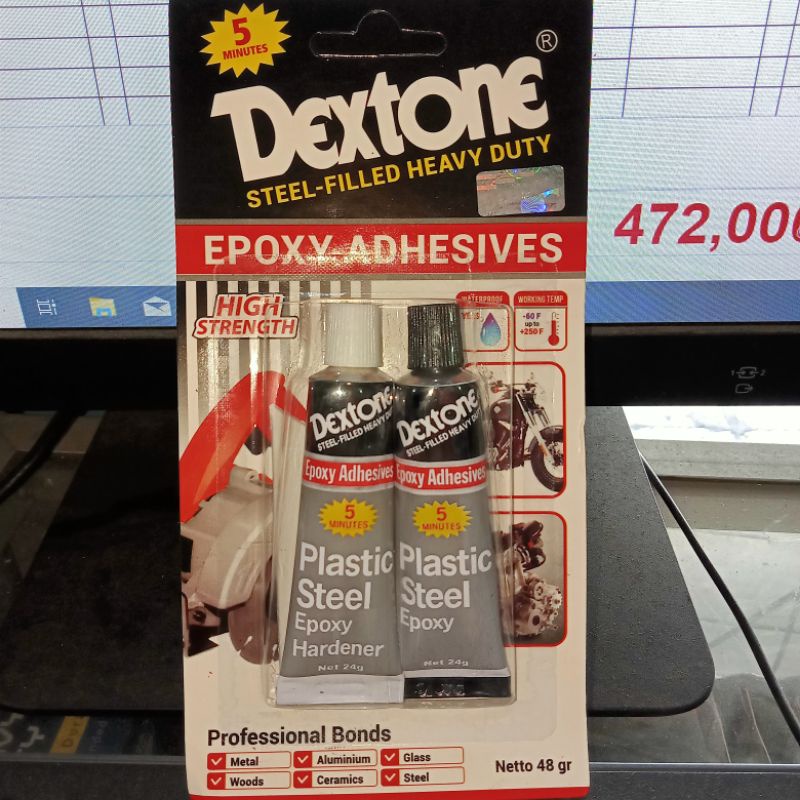 5
MINUTES
®
Dextone
STEEL-FILLED HEAVY DUTY
472,00
EPOXY ADHESIVES
HIGH
STRENGTH
WATERPROOF
YES
WORKING TEMP
-60 F
up to
+250 F
Dextone
STEEL-FILLED HEAVY DUTY
Epoxy Adhesives
5
MINUTES
Plastic
Steel
Epoxy
Hardener
Net 24g
Dextone
STEEL-FILLED HEAVY DUTY
Epoxy Adhesives
5
MINUTES
Plastic
Steel
Epoxy
Net 24g
Professional Bonds
Metal
Aluminium
Glass
Woods
Ceramics
Steel
Netto 48 gr